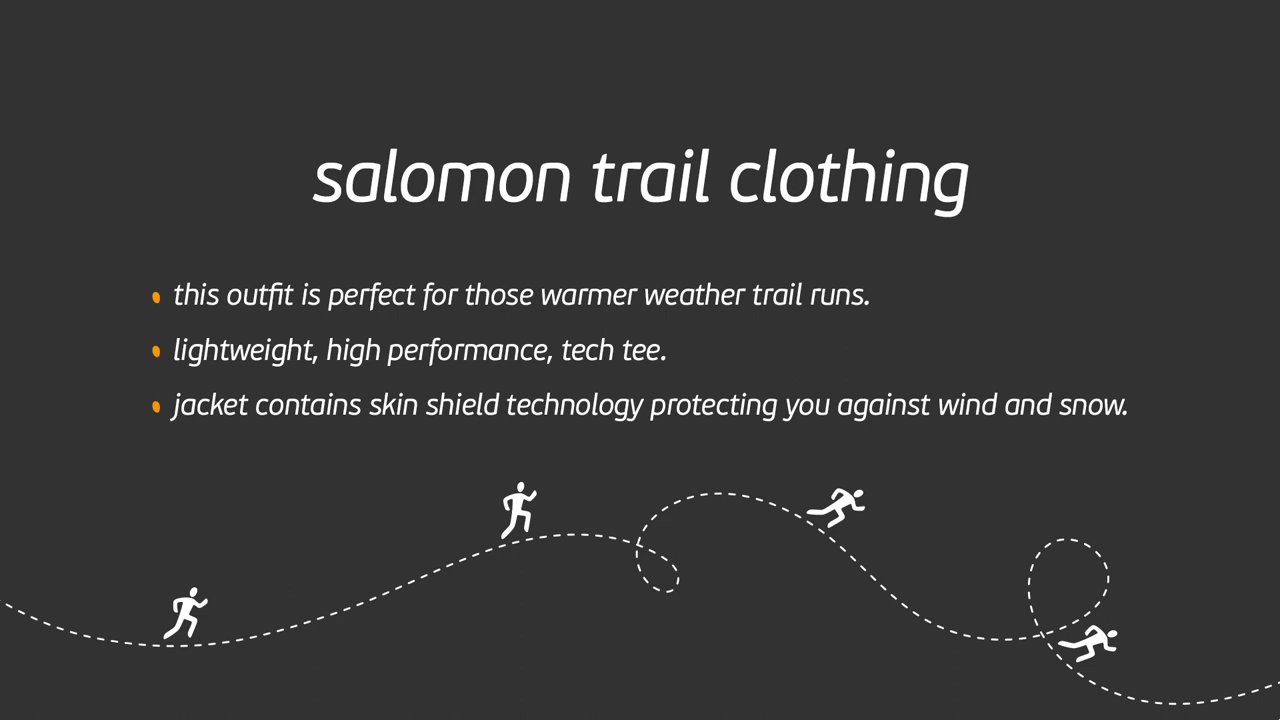 salomon trail clothing
this outfit is perfect for those warmer weather trail runs.
lightweight, high performance, tech tee.
jacket contains skin shield technology protecting you against wind and snow.